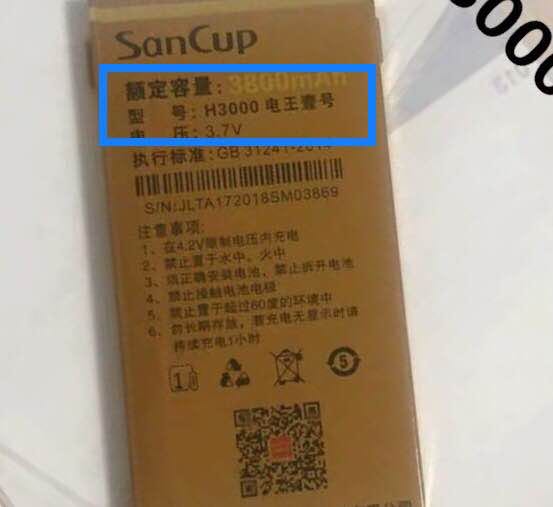 SanCup
额定容量:3800mAh
型 号:H3000 电王壹号
电 压:3.7V
执行标准:GB 31241-2014
S/N:JLTA172018SM03869
注意事项:
1、在4.2V限制电压内充电
2、禁止置于水中、火中
3、须正确安装电池、禁止拆开电池
4、禁止接触电池电极
5、禁止置于超过60度的环境中
6、勿长期存放,若充电无显示时请
持续充电1小时
1
5